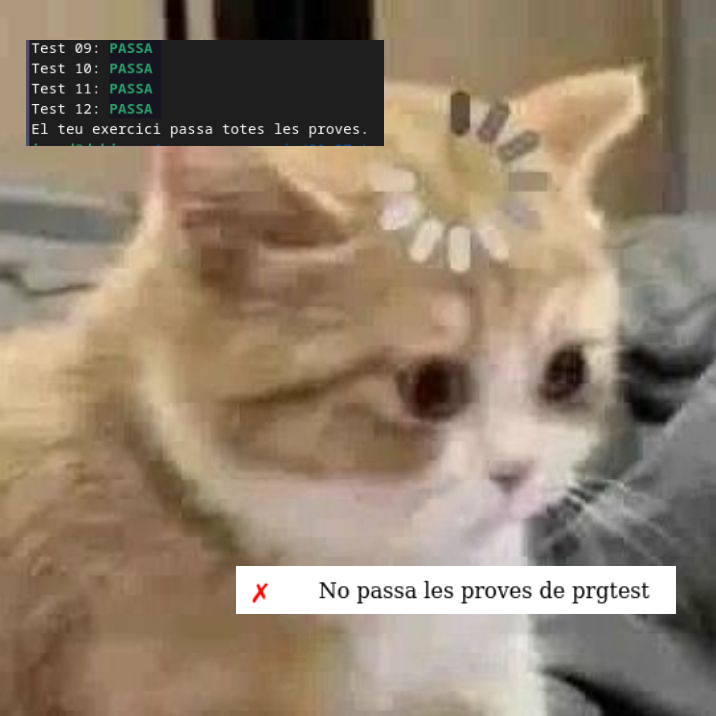 Test 09: PASSA
Test 10: PASSA
Test 11: PASSA
Test 12: PASSA
El teu exercici passa totes les proves.
✗ No passa les proves de prgtest